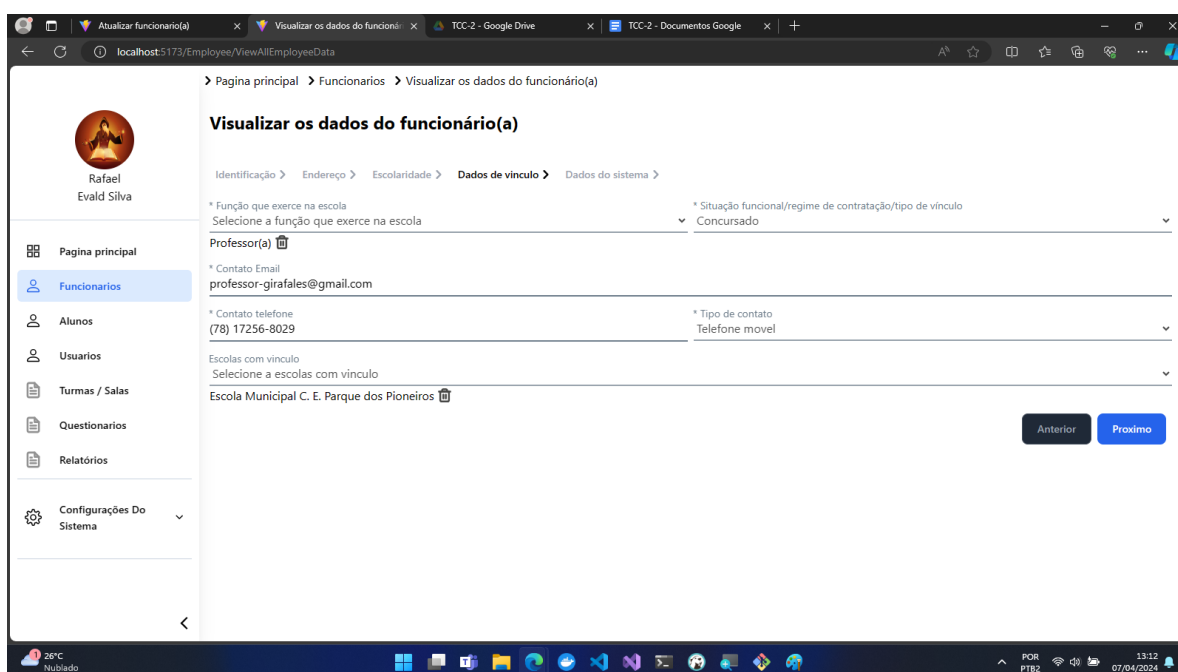 Atualizar funcionario(a)
Visualizar os dados do funcionár
TCC-2 - Google Drive
TCC-2 - Documentos Google
localhost:5173/Employee/ViewAllEmployeeData
Pagina principal Funcionarios Visualizar os dados do funcionário(a)
Rafael
Evald Silva
Pagina principal
Funcionarios
Alunos
Usuarios
Turmas / Salas
Questionarios
Relatórios
Configurações Do
Sistema
Visualizar os dados do funcionário(a)
Identificação Endereço Escolaridade Dados de vinculo Dados do sistema
* Função que exerce na escola
Selecione a função que exerce na escola
* Situação funcional/regime de contratação/tipo de vínculo
Concursado
Professor(a)
* Contato Email
professor-girafales@gmail.com
* Contato telefone
(78) 17256-8029
* Tipo de contato
Telefone movel
Escolas com vinculo
Selecione a escolas com vinculo
Escola Municipal C. E. Parque dos Pioneiros
Anterior
Proximo
1
26°C
Nublado
POR
PTB2
13:12
07/04/2024